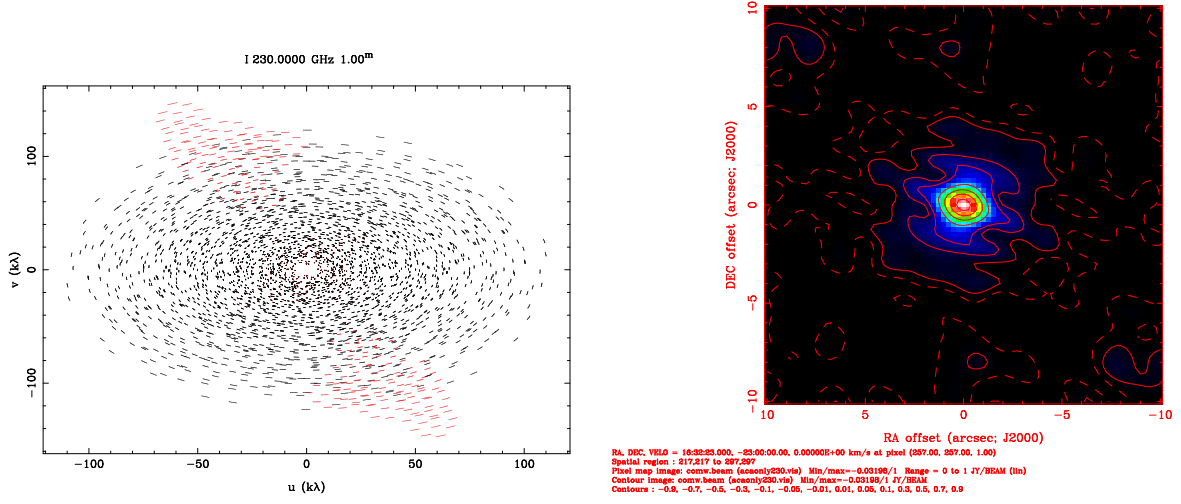 I 230.0000 GHz 1.00m
100
0
-100
v (kλ)
-100
-50
0
50
100
u (kλ)
10
5
0
-5
-10
DEC offset (arcsec; J2000)
10
5
0
-5
-10
RA offset (arcsec; J2000)
RA, DEC, VELO = 16:32:23.000, -23:00:00.00, 0.00000E+00 km/s at pixel (257.00, 257.00, 1.00)
Spatial region : 217,217 to 297,297
Pixel map image: comw.beam (acaonly230.vis) Min/max=-0.03198/1 Range = 0 to 1 JY/BEAM (lin)
Contour image: comw.beam (acaonly230.vis) Min/max=-0.03198/1 JY/BEAM
Contours : -0.9, -0.7, -0.5, -0.3, -0.1, -0.05, -0.01, 0.01, 0.05, 0.1, 0.3, 0.5, 0.7, 0.9